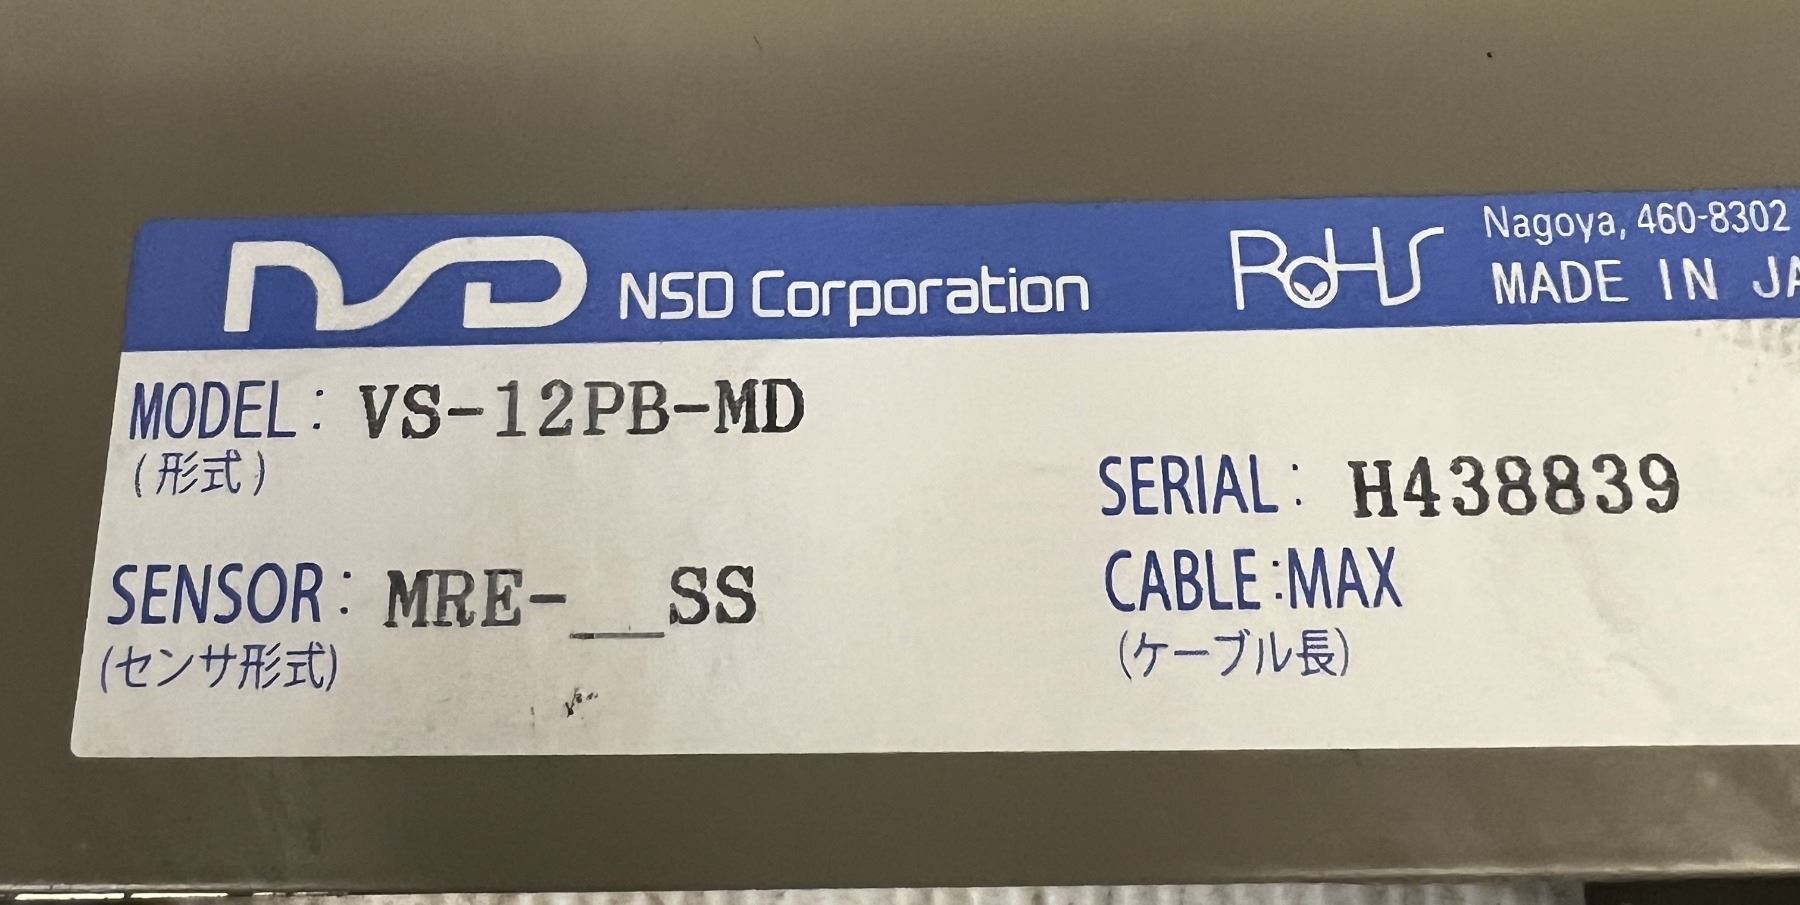 NSD NSD Corporation
RoHS
Nagoya, 460-8302
MADE IN JA
MODEL: VS-12PB-MD
(形式)
SERIAL: H438839
SENSOR: MRE-__SS
(センサ形式)
CABLE:MAX
(ケーブル長)